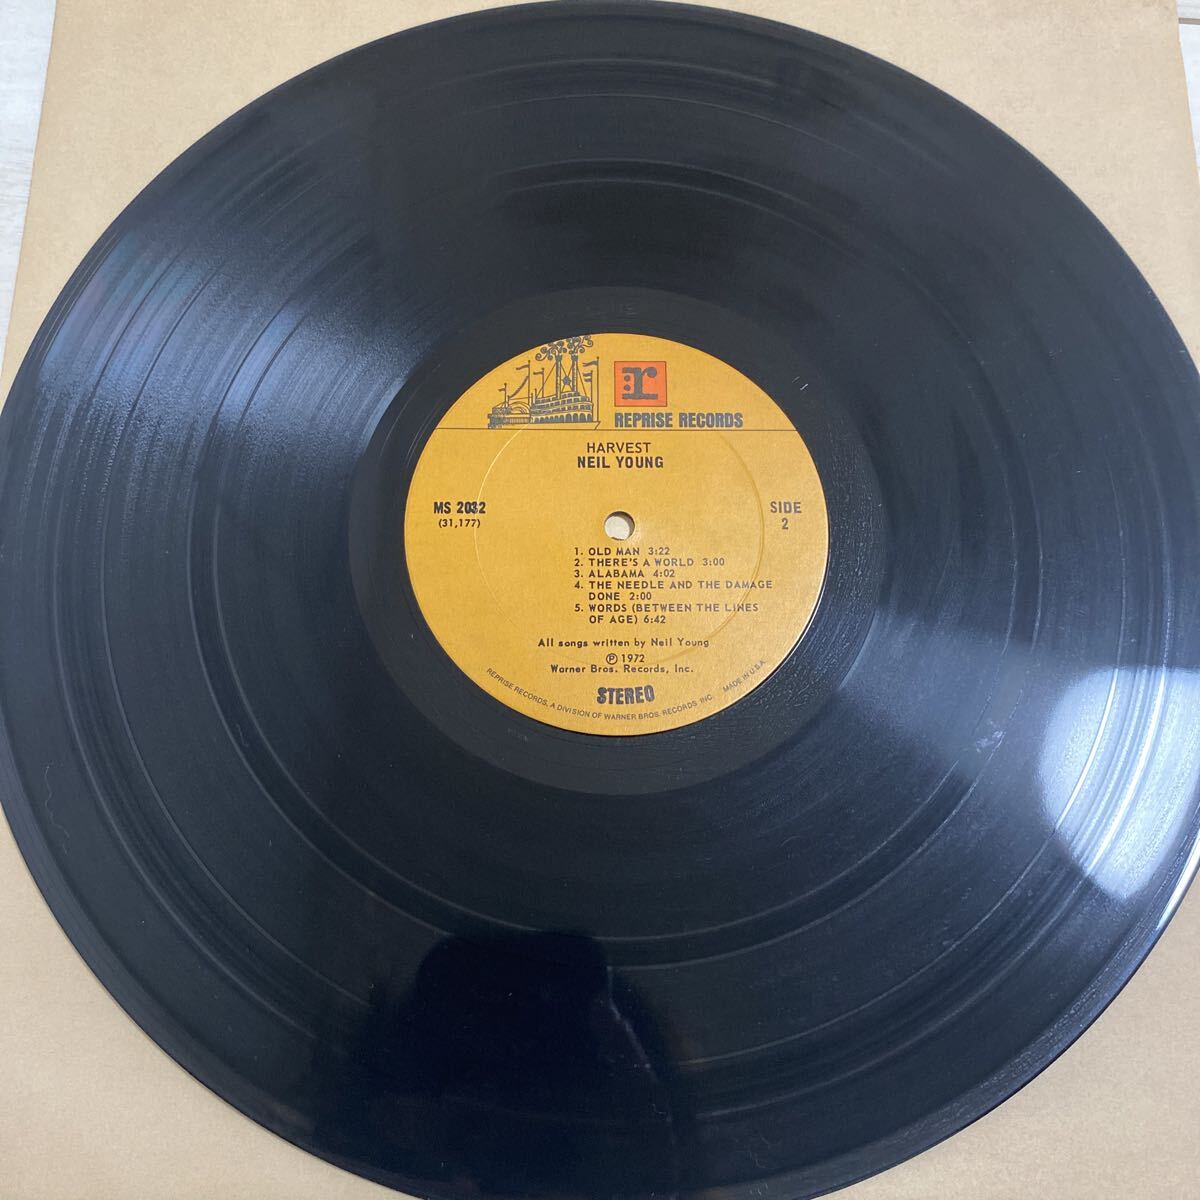 :r
REPRISE RECORDS
HARVEST
NEIL YOUNG
MS 2032
(31,177)
SIDE
2
1. OLD MAN 3:22
2. THERE'S A WORLD 3:00
3. ALABAMA 4:02
4. THE NEEDLE AND THE DAMAGE
DONE 2:00
5. WORDS (BETWEEN THE LINES
OF AGE) 6:42
All songs written by Neil Young
℗ 1972
Warner Bros. Records, Inc.
STEREO
REPRISE RECORDS, A DIVISION OF WARNER BROS. RECORDS INC. MADE IN U.S.A.